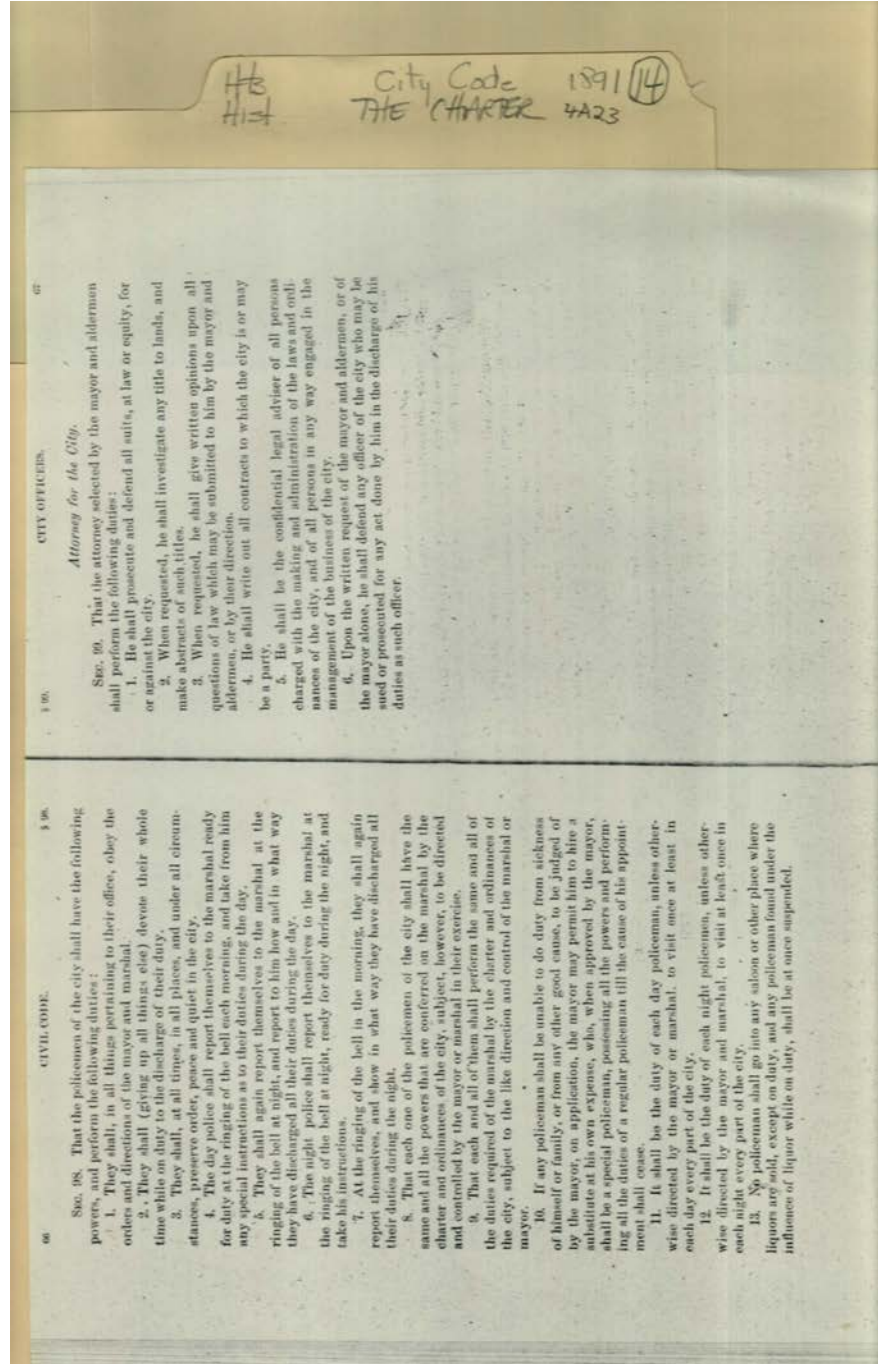 Hb City Code 1891 14
Hist THE CHARTER 4A23
66 CIVIL CODE. § 98.
SEC. 98. That the policemen of the city shall have the following
powers, and perform the following duties:
1. They shall, in all things pertaining to their office, obey the
orders and directions of the mayor and marshal.
2. They shall (giving up all things else) devote their whole
time while on duty to the discharge of their duty.
3. They shall, at all times, in all places, and under all circum-
stances, preserve order, peace and quiet in the city.
4. The day police shall report themselves to the marshal ready
for duty at the ringing of the bell each morning, and take from him
any special instructions as to their duties during the day.
5. They shall again report themselves to the marshal at the
ringing of the bell at night, and report to him how and in what way
they have discharged all their duties during the day.
6. The night police shall report themselves to the marshal at
the ringing of the bell at night, ready for duty during the night, and
take his instructions.
7. At the ringing of the bell in the morning, they shall again
report themselves, and show in what way they have discharged all
their duties during the night.
8. That each one of the policemen of the city shall have the
same and all the powers that are conferred on the marshal by the
charter and ordinances of the city, subject, however, to be directed
and controlled by the mayor or marshal in their exercise.
9. That each and all of them shall perform the same and all of
the duties required of the marshal by the charter and ordinances of
the city, subject to the like direction and control of the marshal or
mayor.
10. If any policeman shall be unable to do duty from sickness
of himself or family, or from any other good cause, to be judged of
by the mayor, on application, the mayor may permit him to hire a
substitute at his own expense, who, when approved by the mayor,
shall be a special policeman, possessing all the powers and perform-
ing all the duties of a regular policeman till the cause of his appoint-
ment shall cease.
11. It shall be the duty of each day policeman, unless other-
wise directed by the mayor or marshal, to visit once at least in
each day every part of the city.
12. It shall be the duty of each night policemen, unless other-
wise directed by the mayor and marshal, to visit at least once in
each night every part of the city.
13. No policeman shall go into any saloon or other place where
liquors are sold, except on duty, and any policeman found under the
influence of liquor while on duty, shall be at once suspended.
§ 99. CITY OFFICERS. 67
Attorney for the City.
SEC. 99. That the attorney selected by the mayor and aldermen
shall perform the following duties:
1. He shall prosecute and defend all suits, at law or equity, for
or against the city.
2. When requested, he shall investigate any title to lands, and
make abstracts of such titles.
3. When requested, he shall give written opinions upon all
questions of law which may be submitted to him by the mayor and
aldermen, or by their direction.
4. He shall write out all contracts to which the city is or may
be a party.
5. He shall be the confidential legal adviser of all persons
charged with the making and administration of the laws and ordi-
nances of the city, and of all persons in any way engaged in the
management of the business of the city.
6. Upon the written request of the mayor and aldermen, or of
the mayor alone, he shall defend any officer of the city who may be
sued or prosecuted for any act done by him in the discharge of his
duties as such officer.